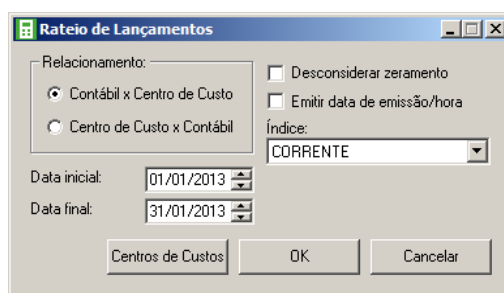 Rateio de Lançamentos
Relacionamento:
Contábil x Centro de Custo
Centro de Custo x Contábil
Desconsiderar zeramento
Emitir data de emissão/hora
Índice:
CORRENTE
Data inicial: 01/01/2013
Data final: 31/01/2013
Centros de Custos OK Cancelar